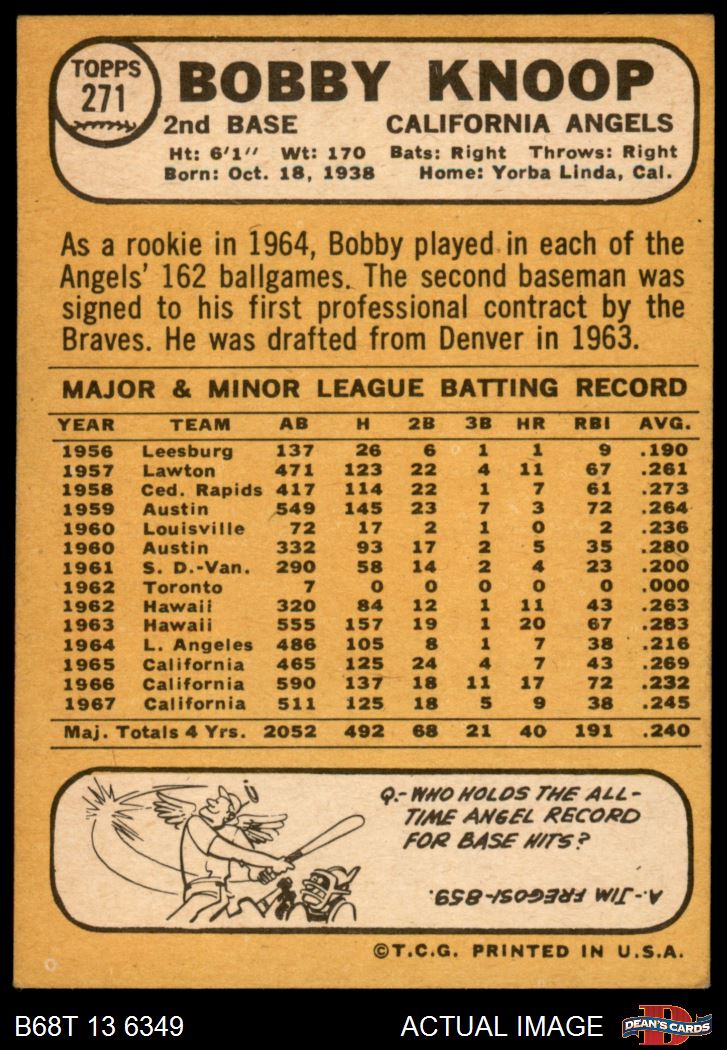 TOPPS
271
BOBBY KNOOP
2nd BASE CALIFORNIA ANGELS
Ht: 6'1" Wt: 170 Bats: Right Throws: Right
Born: Oct. 18, 1938 Home: Yorba Linda, Cal.
As a rookie in 1964, Bobby played in each of the
Angels' 162 ballgames. The second baseman was
signed to his first professional contract by the
Braves. He was drafted from Denver in 1963.
MAJOR & MINOR LEAGUE BATTING RECORD
YEAR TEAM AB H 2B 3B HR RBI AVG.
1956 Leesburg 137 26 6 1 1 9 .190
1957 Lawton 471 123 22 4 11 67 .261
1958 Ced. Rapids 417 114 22 1 7 61 .273
1959 Austin 549 145 23 7 3 72 .264
1960 Louisville 72 17 2 1 0 2 .236
1960 Austin 332 93 17 2 5 35 .280
1961 S. D.-Van. 290 58 14 2 4 23 .200
1962 Toronto 7 0 0 0 0 0 .000
1962 Hawaii 320 84 12 1 11 43 .263
1963 Hawaii 555 157 19 1 20 67 .283
1964 L. Angeles 486 105 8 1 7 38 .216
1965 California 465 125 24 4 7 43 .269
1966 California 590 137 18 11 17 72 .232
1967 California 511 125 18 5 9 38 .245
Maj. Totals 4 Yrs. 2052 492 68 21 40 191 .240
Q.-WHO HOLDS THE ALL-
TIME ANGEL RECORD
FOR BASE HITS?
A.-JIM FREGOSI-859.
©T.C.G. PRINTED IN U.S.A.
B68T 13 6349 ACTUAL IMAGE
D
DEAN'S CARDS